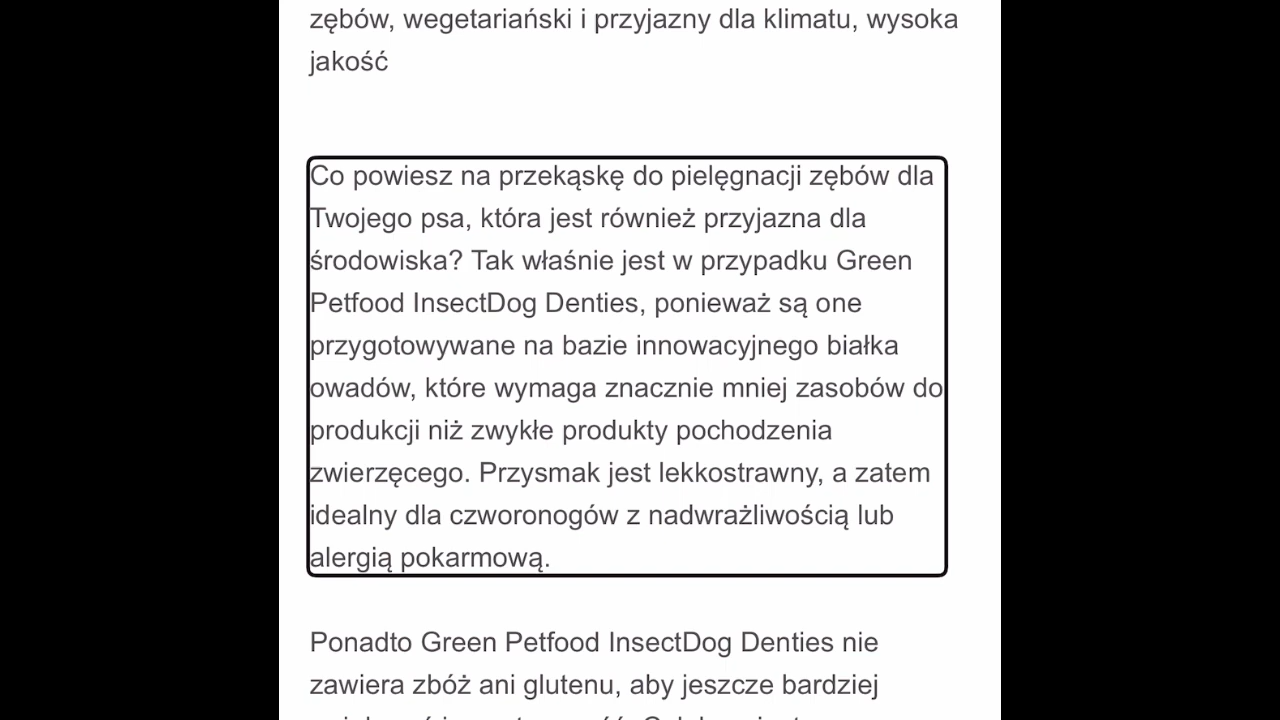 zębów, wegetariański i przyjazny dla klimatu, wysoka
jakość
Co powiesz na przekąskę do pielęgnacji zębów dla
Twojego psa, która jest również przyjazna dla
środowiska? Tak właśnie jest w przypadku Green
Petfood InsectDog Denties, ponieważ są one
przygotowywane na bazie innowacyjnego białka
owadów, które wymaga znacznie mniej zasobów do
produkcji niż zwykłe produkty pochodzenia
zwierzęcego. Przysmak jest lekkostrawny, a zatem
idealny dla czworonogów z nadwrażliwością lub
alergią pokarmową.
Ponadto Green Petfood InsectDog Denties nie
zawiera zbóż ani glutenu, aby jeszcze bardziej